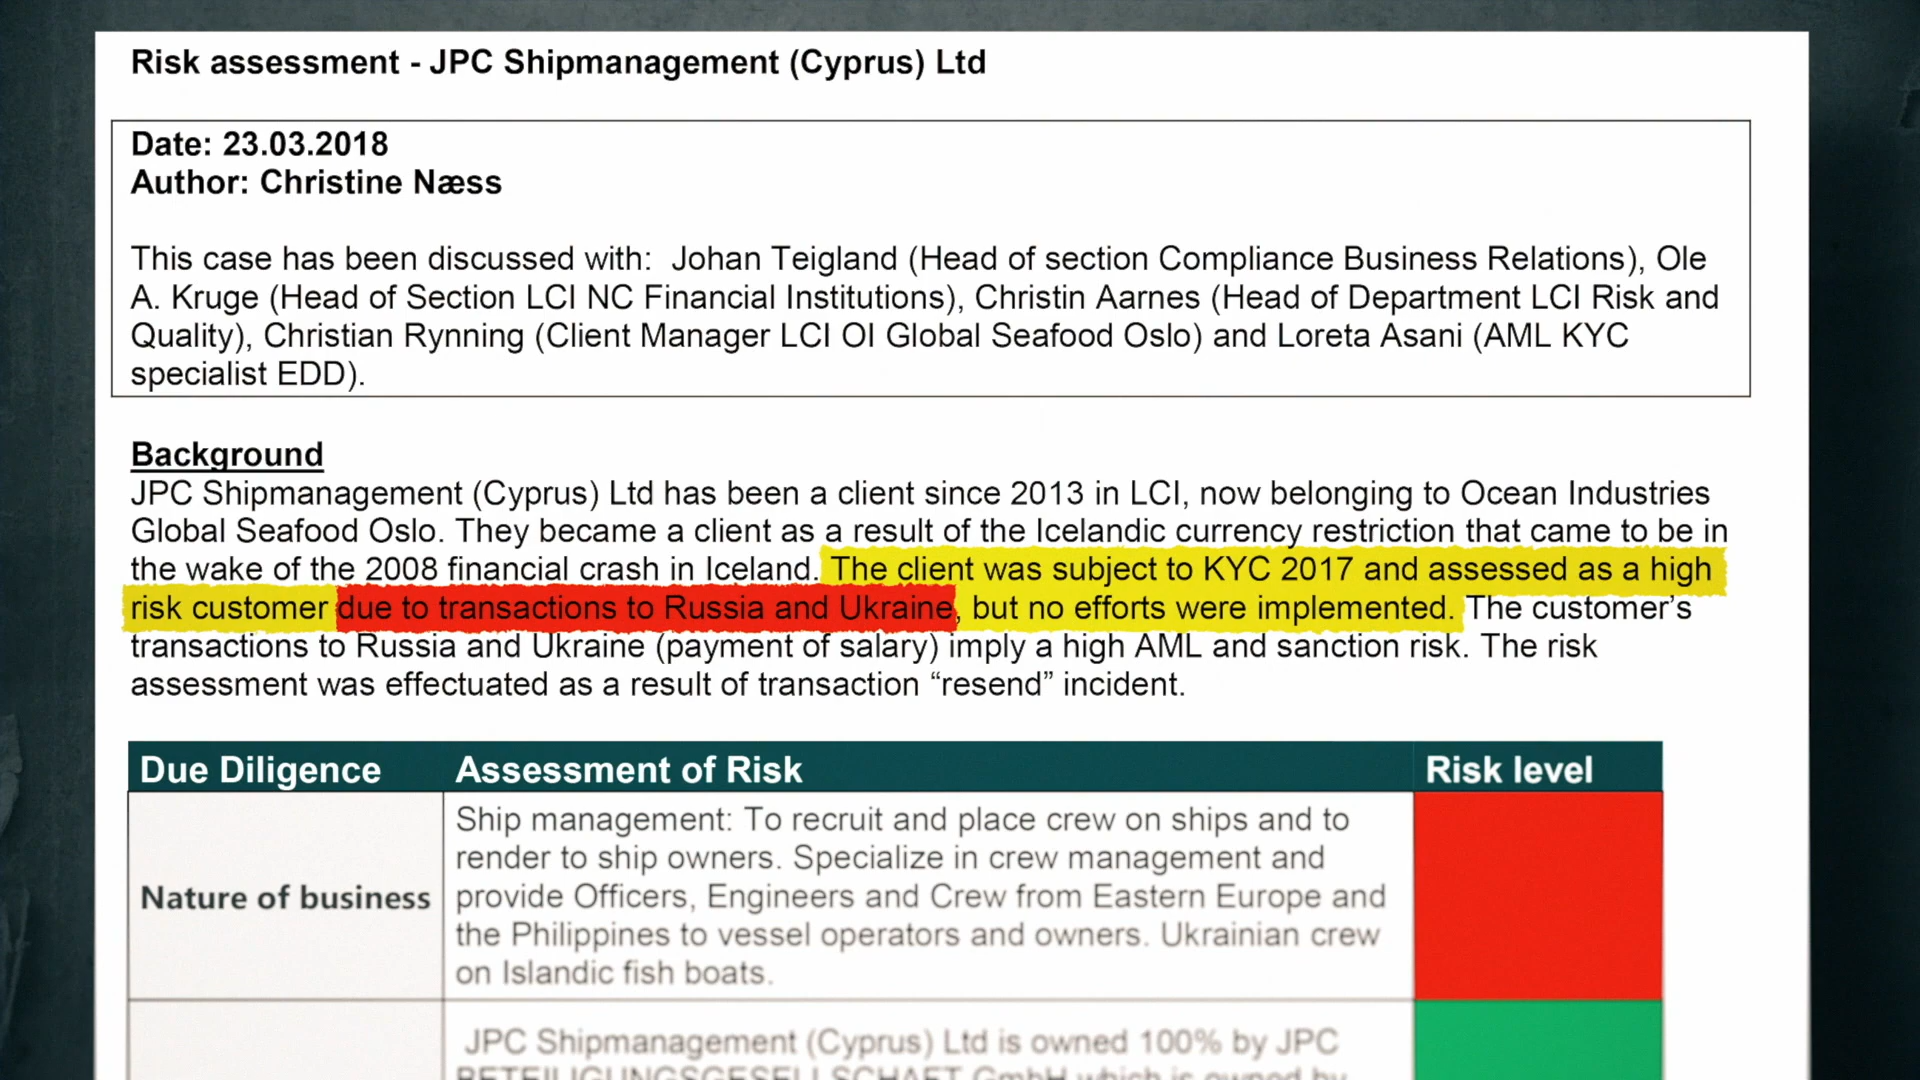 Risk assessment - JPC Shipmanagement (Cyprus) Ltd
Date: 23.03.2018
Author: Christine Næss
This case has been discussed with:  Johan Teigland (Head of section Compliance Business Relations), Ole
A. Kruge (Head of Section LCI NC Financial Institutions), Christin Aarnes (Head of Department LCI Risk and
Quality), Christian Rynning (Client Manager LCI OI Global Seafood Oslo) and Loreta Asani (AML KYC
specialist EDD).
Background
JPC Shipmanagement (Cyprus) Ltd has been a client since 2013 in LCI, now belonging to Ocean Industries
Global Seafood Oslo. They became a client as a result of the Icelandic currency restriction that came to be in
the wake of the 2008 financial crash in Iceland. The client was subject to KYC 2017 and assessed as a high
risk customer due to transactions to Russia and Ukraine, but no efforts were implemented. The customer’s
transactions to Russia and Ukraine (payment of salary) imply a high AML and sanction risk. The risk
assessment was effectuated as a result of transaction “resend” incident.
Due Diligence
Assessment of Risk
Risk level
Nature of business
Ship management: To recruit and place crew on ships and to
render to ship owners. Specialize in crew management and
provide Officers, Engineers and Crew from Eastern Europe and
the Philippines to vessel operators and owners. Ukrainian crew
on Islandic fish boats.
JPC Shipmanagement (Cyprus) Ltd is owned 100% by JPC
BETEILIGUNGSGESELLSCHAFT GmbH which is owned by